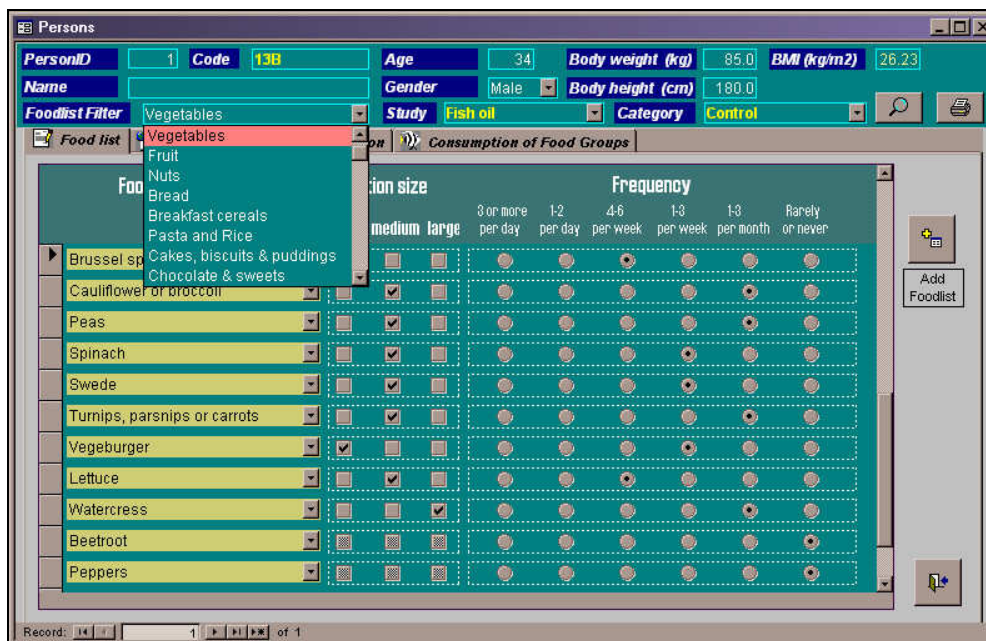 Persons
PersonID 1 Code 13B Age 34 Body weight (kg) 85.0 BMI (kg/m2) 26.23
Name Gender Male Body height (cm) 180.0
Foodlist Filter Vegetables Study Fish oil Category Control
Food list Consumption of Food Groups
Vegetables
Fruit
Nuts
Bread
Breakfast cereals
Pasta and Rice
Cakes, biscuits & puddings
Chocolate & sweets
Foo tion size Frequency
medium large 3 or more per day 1-2 per day 4-6 per week 1-3 per week 1-3 per month Rarely or never
Brussel sp
Cauliflower or broccoli
Peas
Spinach
Swede
Turnips, parsnips or carrots
Vegeburger
Lettuce
Watercress
Beetroot
Peppers
Add
Foodlist
Record: 1 of 1